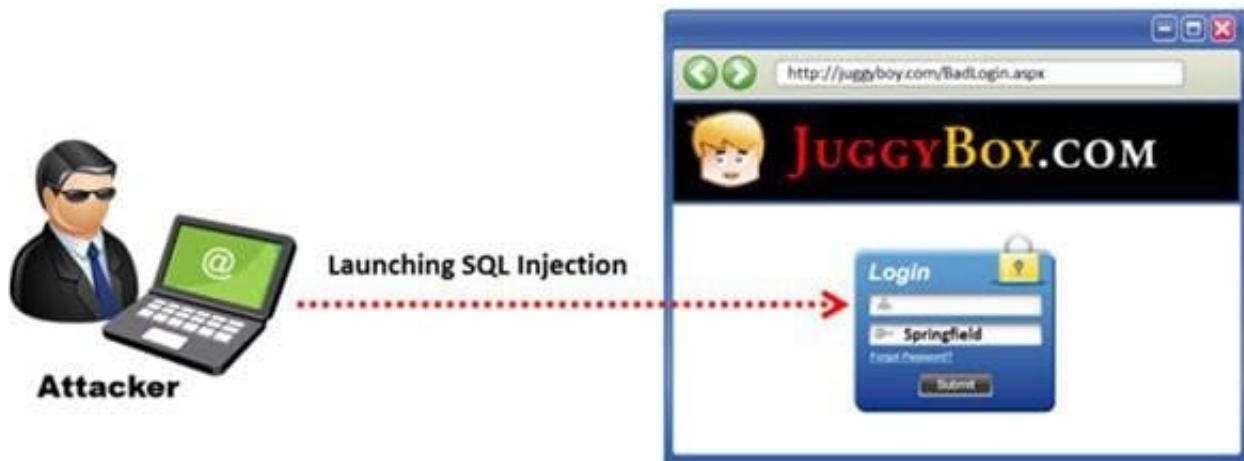 http://juggyboy.com/BadLogin.aspx
JUGGYBOY.COM
@
Launching SQL Injection
Attacker
Login
Springfield
Forgot Password?
Submit